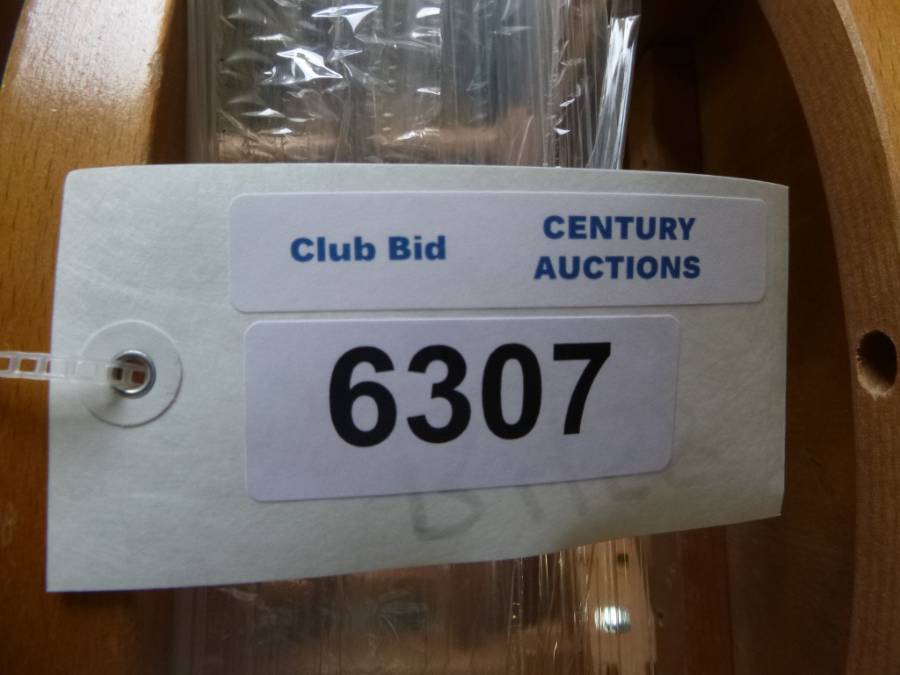 Club Bid
CENTURY
AUCTIONS
6307